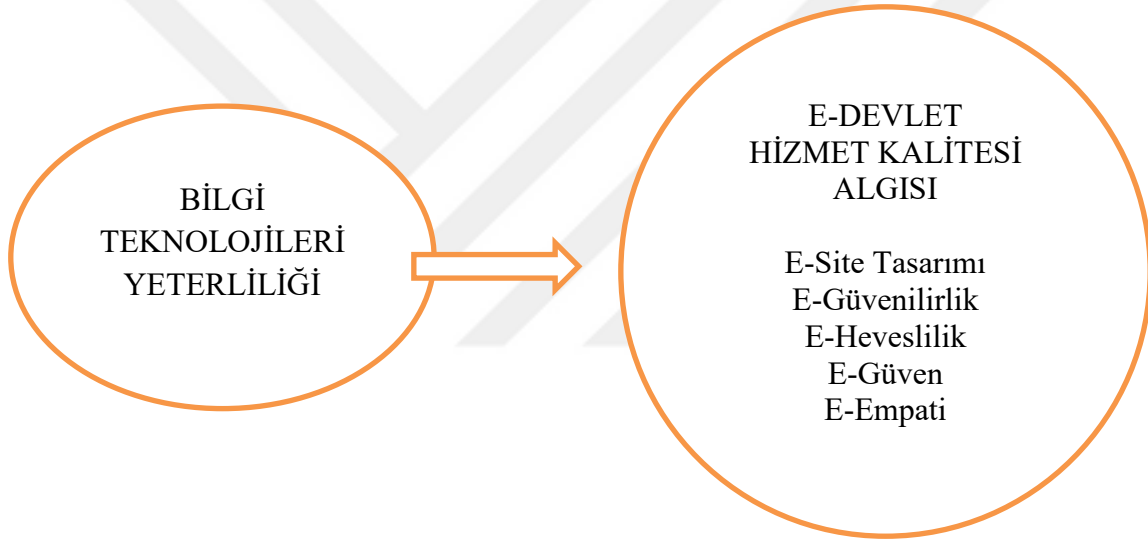 BİLGİ
TEKNOLOJİLERİ
YETERLİLİĞİ
E-DEVLET
HİZMET KALİTESİ
ALGISI
E-Site Tasarımı
E-Güvenilirlik
E-Heveslilik
E-Güven
E-Empati